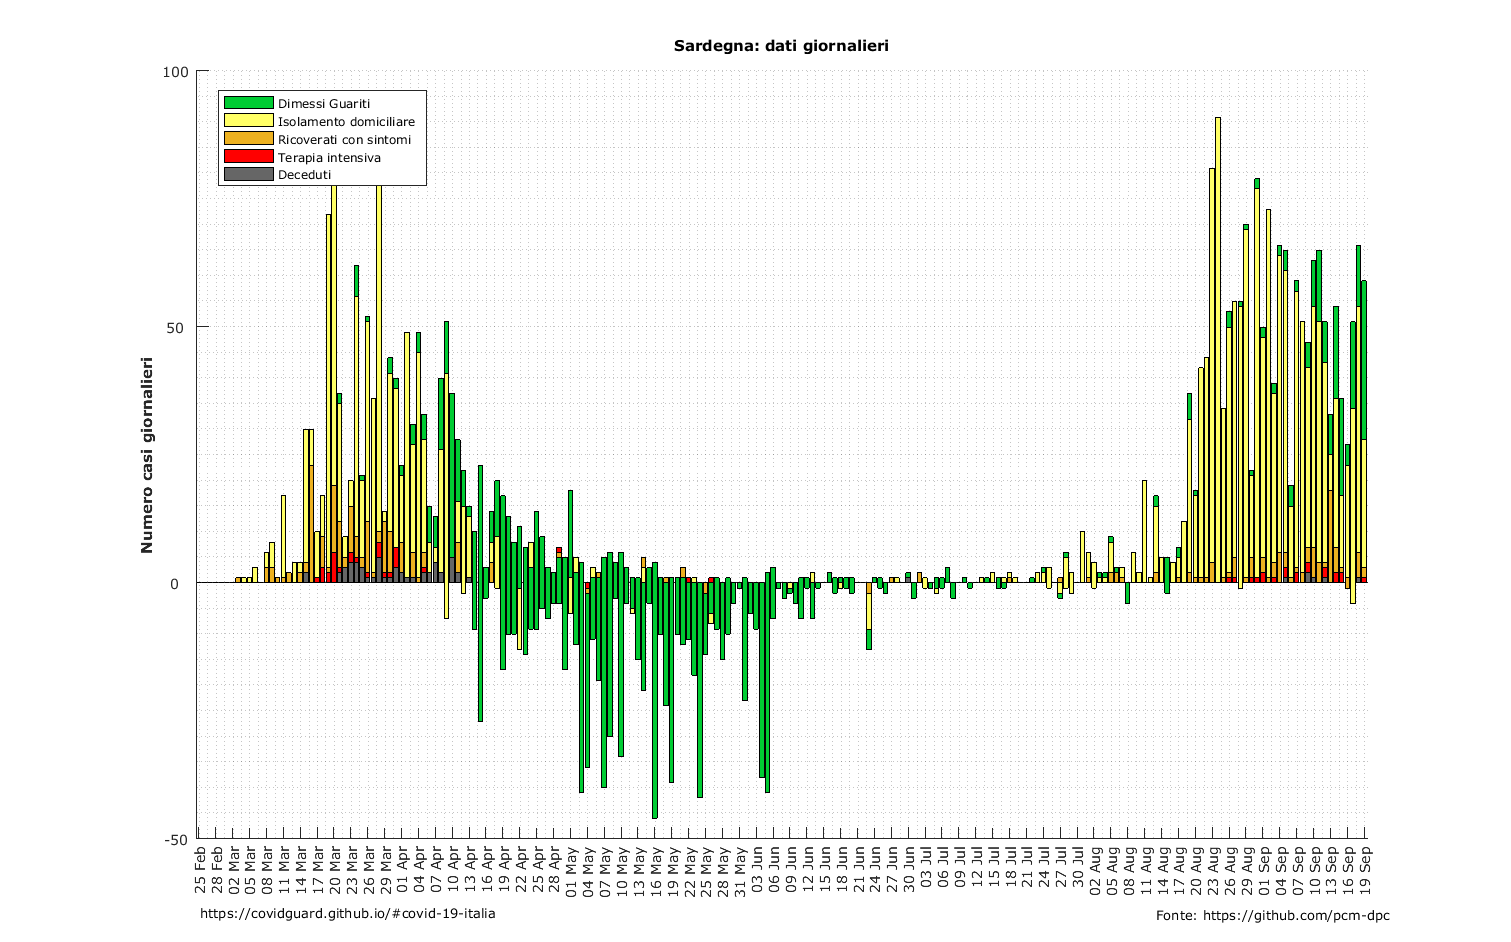 Sardegna: dati giornalieri
100
50
0
-50
Numero casi giornalieri
Dimessi Guariti
Isolamento domiciliare
Ricoverati con sintomi
Terapia intensiva
Deceduti
25 Feb
28 Feb
02 Mar
05 Mar
08 Mar
11 Mar
14 Mar
17 Mar
20 Mar
23 Mar
26 Mar
29 Mar
01 Apr
04 Apr
07 Apr
10 Apr
13 Apr
16 Apr
19 Apr
22 Apr
25 Apr
28 Apr
01 May
04 May
07 May
10 May
13 May
16 May
19 May
22 May
25 May
28 May
31 May
03 Jun
06 Jun
09 Jun
12 Jun
15 Jun
18 Jun
21 Jun
24 Jun
27 Jun
30 Jun
03 Jul
06 Jul
09 Jul
12 Jul
15 Jul
18 Jul
21 Jul
24 Jul
27 Jul
30 Jul
02 Aug
05 Aug
08 Aug
11 Aug
14 Aug
17 Aug
20 Aug
23 Aug
26 Aug
29 Aug
01 Sep
04 Sep
07 Sep
10 Sep
13 Sep
16 Sep
19 Sep
https://covidguard.github.io/#covid-19-italia
Fonte: https://github.com/pcm-dpc